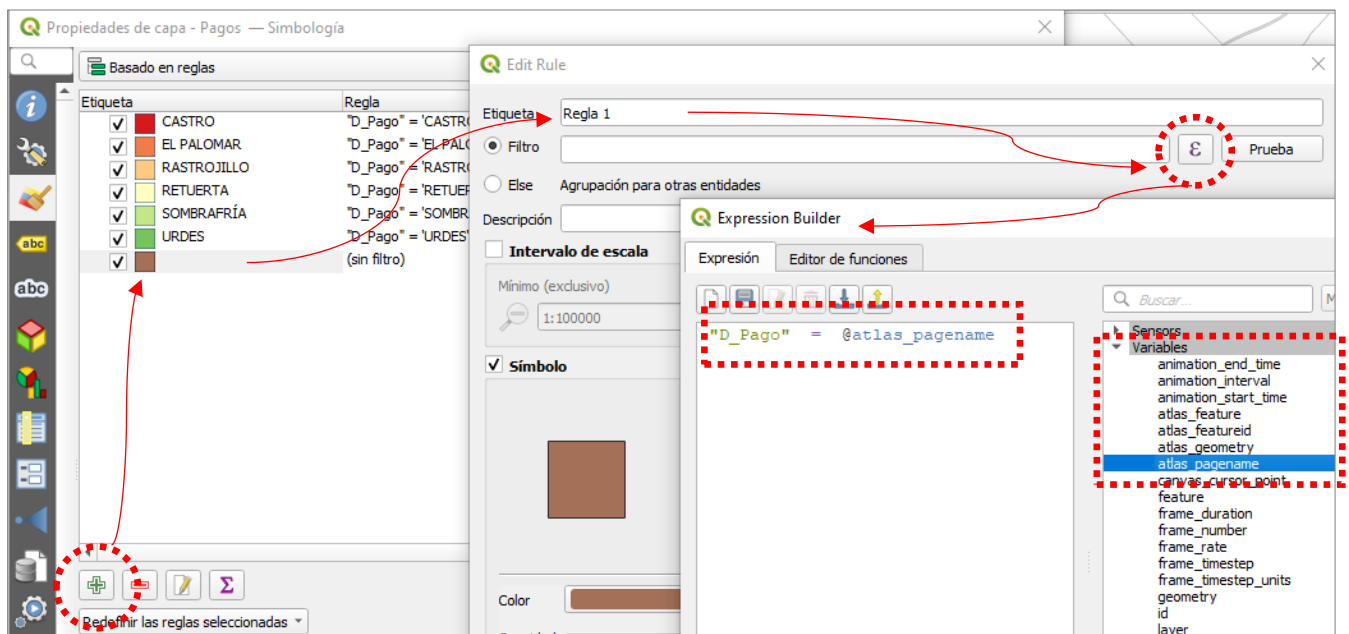 Propiedades de capa - Pagos — Simbología
Basado en reglas
Etiqueta Regla
CASTRO "D_Pago" = 'CASTR
EL PALOMAR "D_Pago" = 'EL PAL
RASTROJILLO "D_Pago" = 'RASTR
RETUERTA "D_Pago" = 'RETUER
SOMBRAFRÍA "D_Pago" = 'SOMBR
URDES "D_Pago" = 'URDES'
(sin filtro)
abc
abc
Redefinir las reglas seleccionadas
Edit Rule
Etiqueta Regla 1
Filtro ε Prueba
Else Agrupación para otras entidades
Descripción
Intervalo de escala
Mínimo (exclusivo)
1:100000
Símbolo
Color
Expression Builder
Expresión Editor de funciones
"D_Pago" = @atlas_pagename
Buscar...
Sensors
Variables
animation_end_time
animation_interval
animation_start_time
atlas_feature
atlas_featureid
atlas_geometry
atlas_pagename
canvas_cursor_point
feature
frame_duration
frame_number
frame_rate
frame_timestep
frame_timestep_units
geometry
id
layer